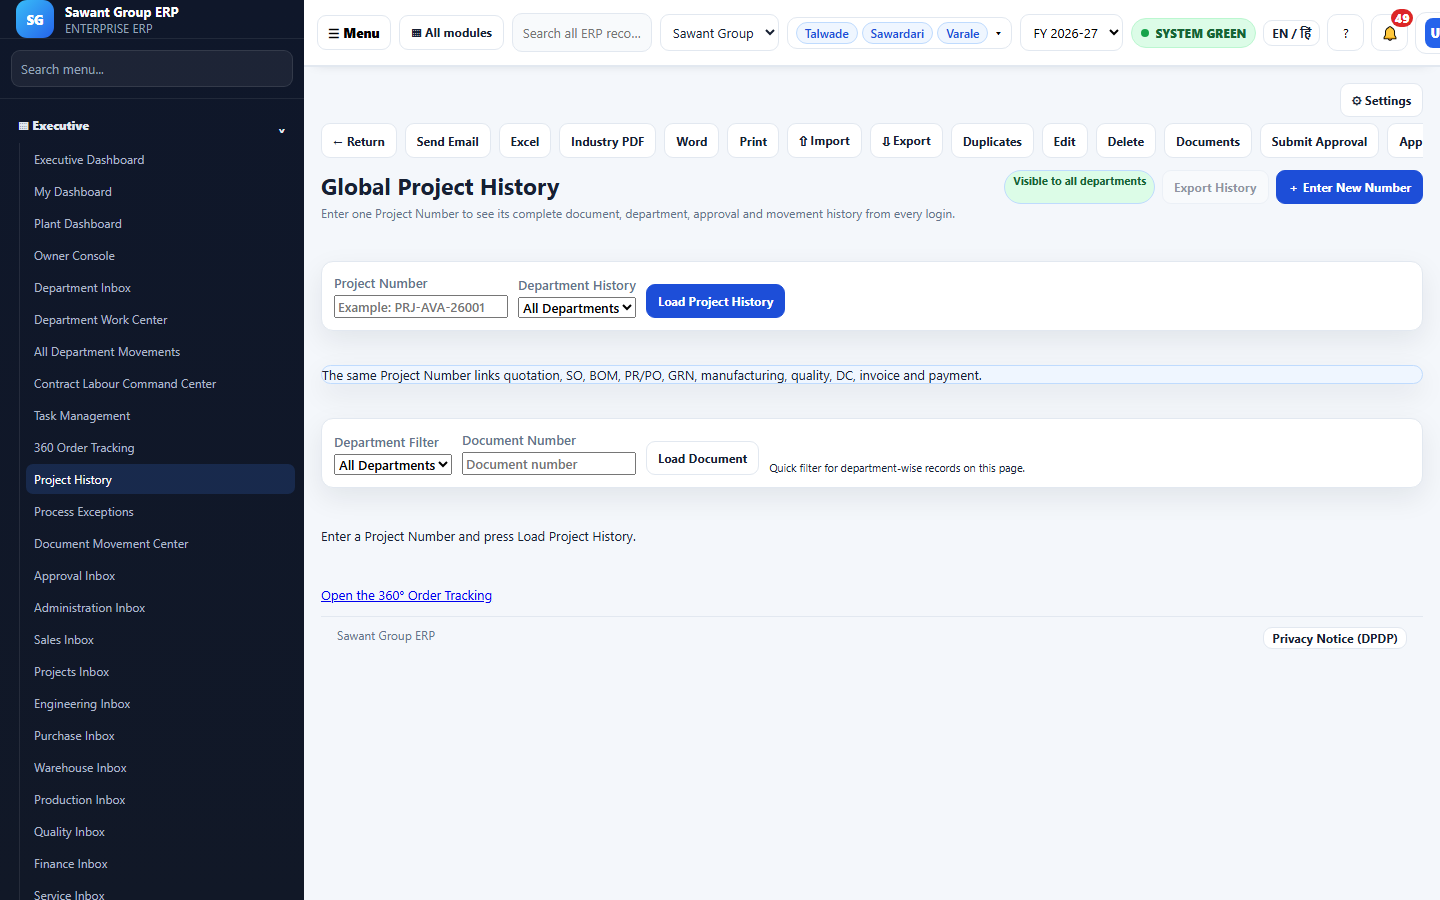 SG
Sawant Group ERP
ENTERPRISE ERP
Search menu...
Executive
Executive Dashboard
My Dashboard
Plant Dashboard
Owner Console
Department Inbox
Department Work Center
All Department Movements
Contract Labour Command Center
Task Management
360 Order Tracking
Project History
Process Exceptions
Document Movement Center
Approval Inbox
Administration Inbox
Sales Inbox
Projects Inbox
Engineering Inbox
Purchase Inbox
Warehouse Inbox
Production Inbox
Quality Inbox
Finance Inbox
Service Inbox
☰ Menu
All modules
Search all ERP reco...
Sawant Group
Talwade
Sawardari
Varale
FY 2026-27
SYSTEM GREEN
EN / हिं
?
49
U
⚙ Settings
← Return
Send Email
Excel
Industry PDF
Word
Print
⇧ Import
⇩ Export
Duplicates
Edit
Delete
Documents
Submit Approval
App
Global Project History
Visible to all departments
Export History
+ Enter New Number
Enter one Project Number to see its complete document, department, approval and movement history from every login.
Project Number
Example: PRJ-AVA-26001
Department History
All Departments
Load Project History
The same Project Number links quotation, SO, BOM, PR/PO, GRN, manufacturing, quality, DC, invoice and payment.
Department Filter
All Departments
Document Number
Document number
Load Document
Quick filter for department-wise records on this page.
Enter a Project Number and press Load Project History.
Open the 360° Order Tracking
Sawant Group ERP
Privacy Notice (DPDP)